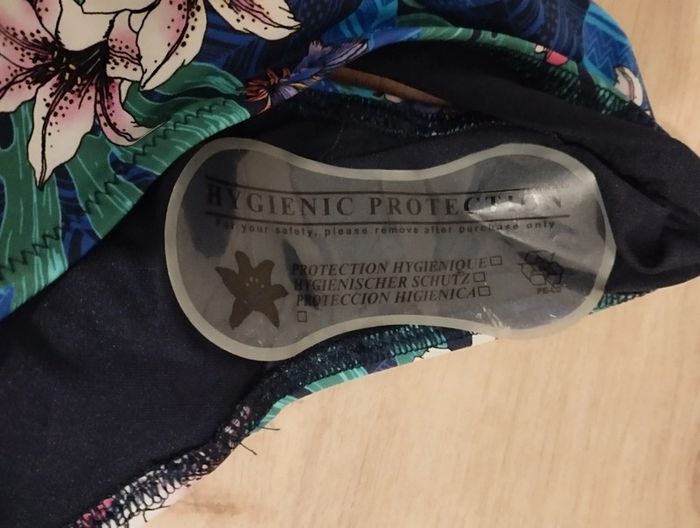 HYGIENIC PROTECTION
For your safety, please remove after purchase only
PROTECTION HYGIENIQUE□
HYGIENISCHER SCHUTZ□
PROTECCION HIGIENICA□
□